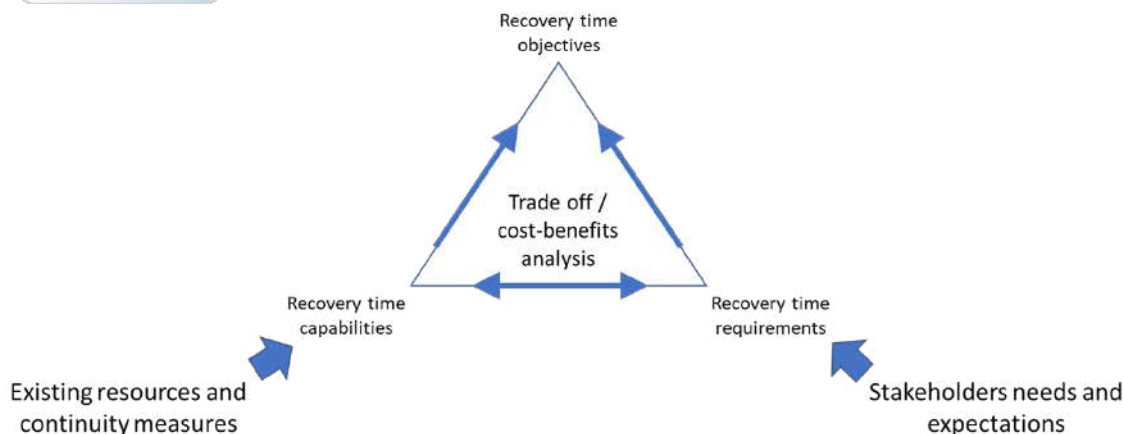 Recovery time
objectives
Trade off /
cost-benefits
analysis
Recovery time
capabilities
Recovery time
requirements
Existing resources and
continuity measures
Stakeholders needs and
expectations